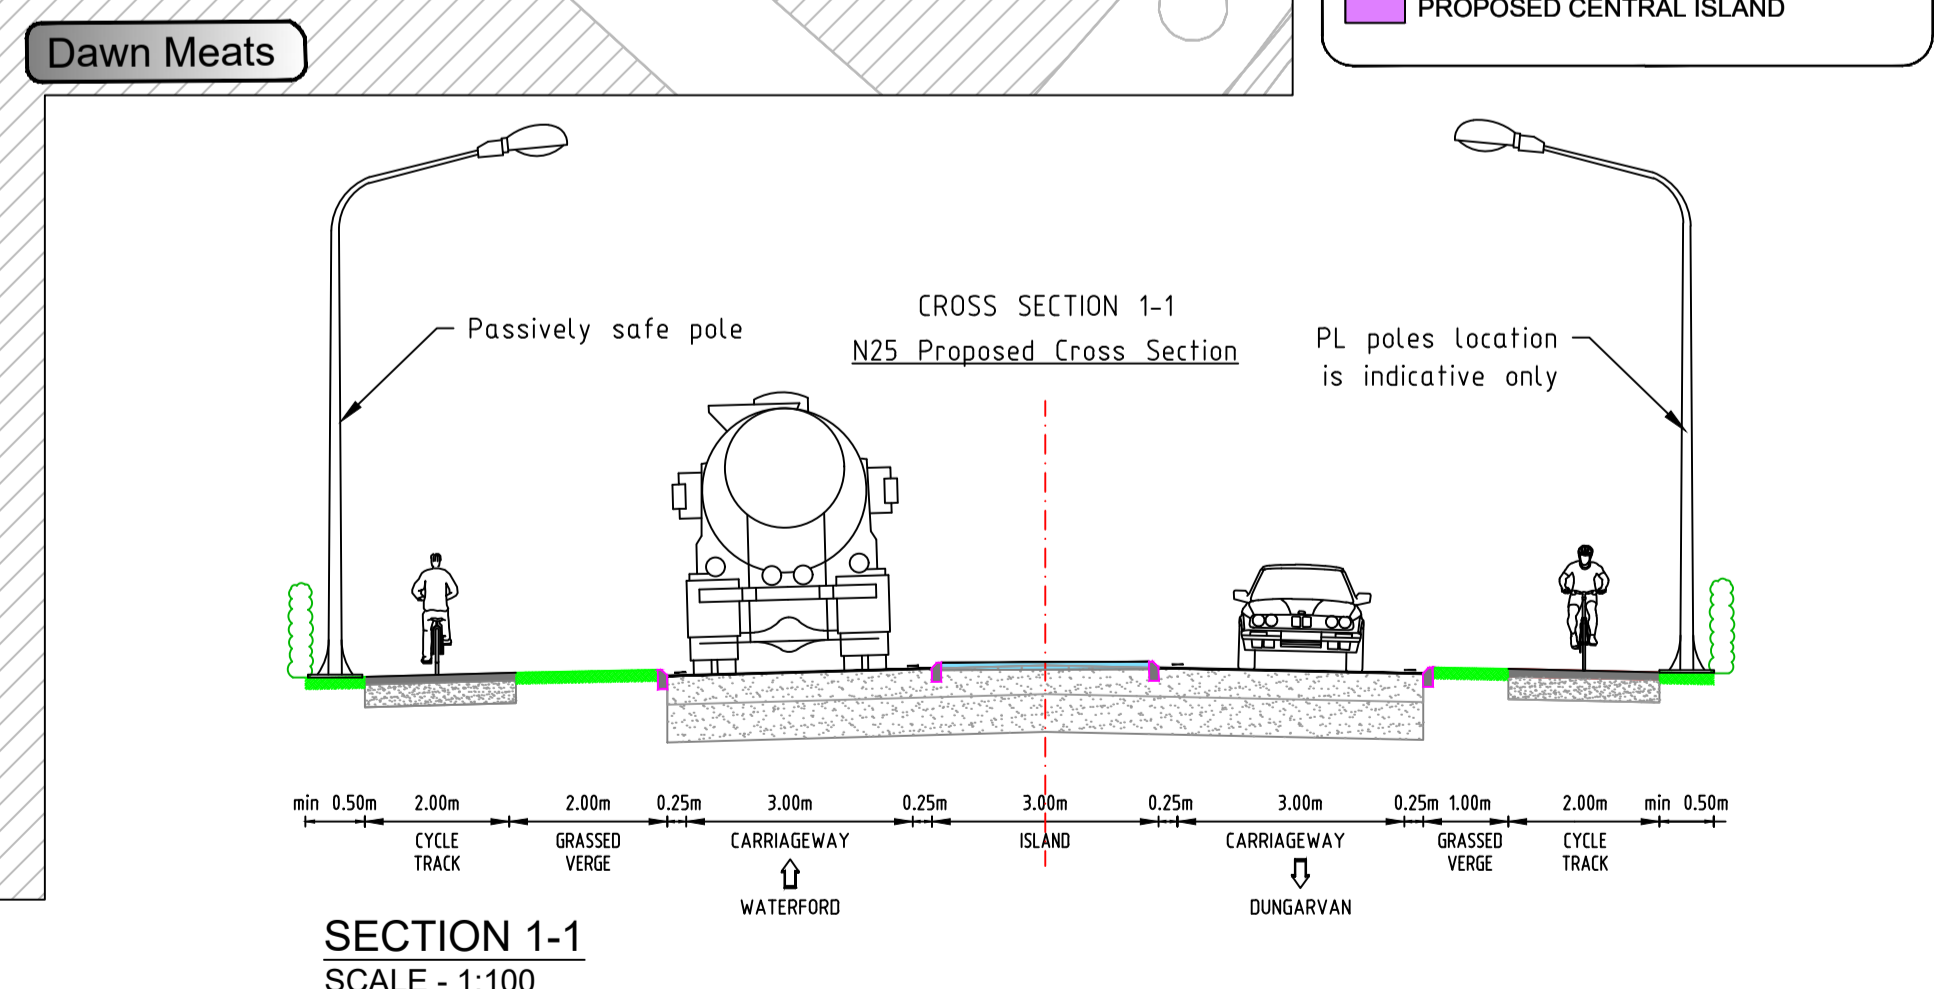 PROPOSED CENTRAL ISLAND
Dawn Meats
CROSS SECTION 1-1
N25 Proposed Cross Section
Passively safe pole
PL poles location
is indicative only
min 0.50m 2.00m 2.00m 0.25m 3.00m 0.25m 3.00m 0.25m 3.00m 0.25m 1.00m 2.00m min 0.50m
CYCLE GRASSED CARRIAGEWAY ISLAND CARRIAGEWAY GRASSED CYCLE
TRACK VERGE VERGE TRACK
WATERFORD DUNGARVAN
SECTION 1-1
SCALE - 1:100